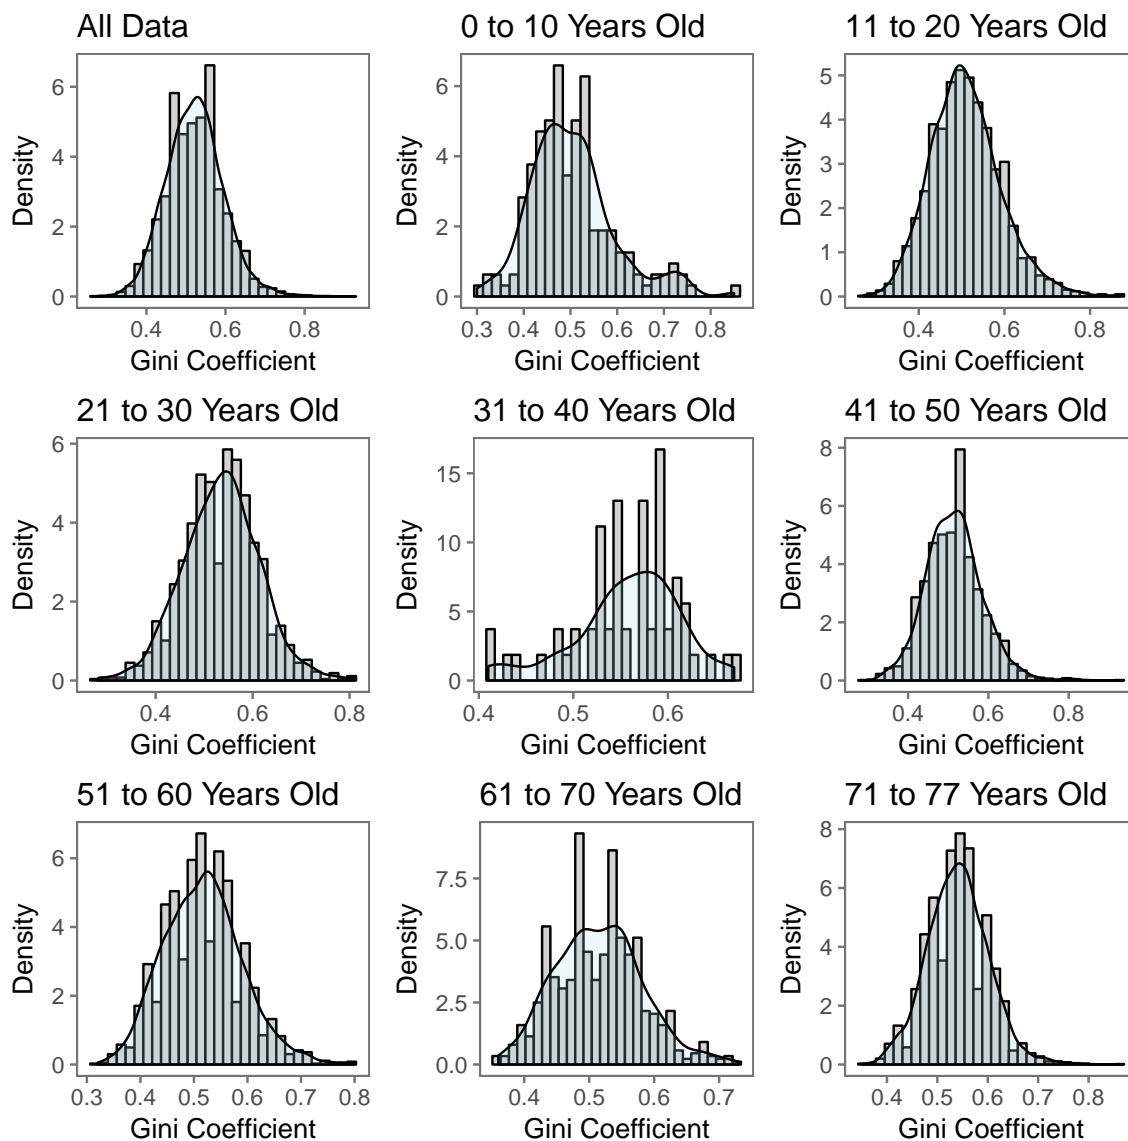 All Data
6
4
2
0
Density
0.4 0.6 0.8
Gini Coefficient
0 to 10 Years Old
6
4
2
0
Density
0.3 0.4 0.5 0.6 0.7 0.8
Gini Coefficient
11 to 20 Years Old
5
4
3
2
1
0
Density
0.4 0.6 0.8
Gini Coefficient
21 to 30 Years Old
6
4
2
0
Density
0.4 0.6 0.8
Gini Coefficient
31 to 40 Years Old
15
10
5
0
Density
0.4 0.5 0.6
Gini Coefficient
41 to 50 Years Old
8
6
4
2
0
Density
0.4 0.6 0.8
Gini Coefficient
51 to 60 Years Old
6
4
2
0
Density
0.3 0.4 0.5 0.6 0.7 0.8
Gini Coefficient
61 to 70 Years Old
7.5
5.0
2.5
0.0
Density
0.4 0.5 0.6 0.7
Gini Coefficient
71 to 77 Years Old
8
6
4
2
0
Density
0.4 0.5 0.6 0.7 0.8
Gini Coefficient